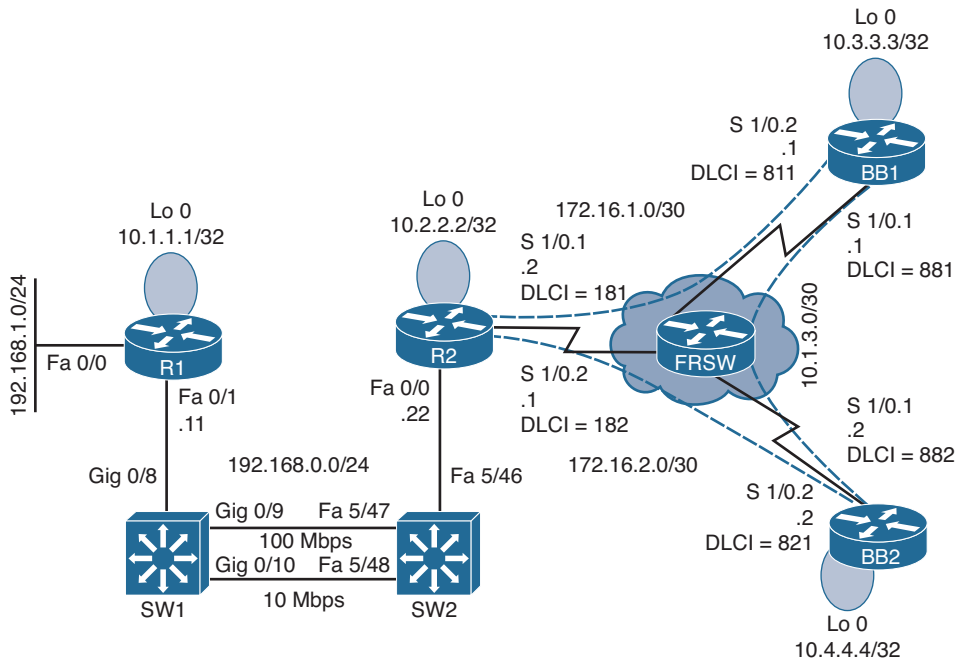 Lo 0
10.3.3.3/32
S 1/0.2
.1
DLCI = 811
BB1
Lo 0
10.1.1.1/32
Lo 0
10.2.2.2/32
172.16.1.0/30
S 1/0.1
.2
DLCI = 181
S 1/0.1
.1
DLCI = 881
192.168.1.0/24
Fa 0/0
R1
R2
FRSW
10.1.3.0/30
Fa 0/1
.11
Fa 0/0
.22
S 1/0.2
.1
DLCI = 182
S 1/0.1
.2
DLCI = 882
Gig 0/8
192.168.0.0/24
Fa 5/46
172.16.2.0/30
S 1/0.2
.2
DLCI = 821
BB2
Gig 0/9
Fa 5/47
100 Mbps
Gig 0/10
Fa 5/48
10 Mbps
SW1
SW2
Lo 0
10.4.4.4/32